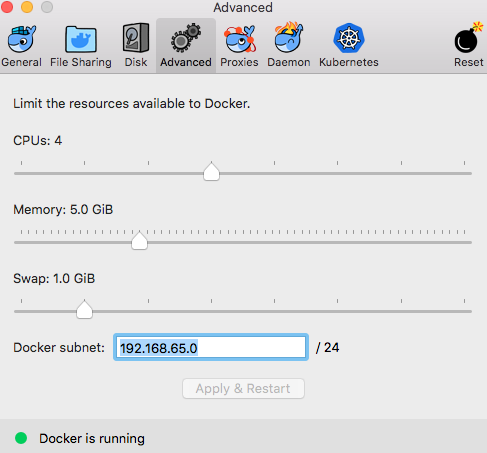 Advanced
General File Sharing Disk Advanced Proxies Daemon Kubernetes Reset
Limit the resources available to Docker.
CPUs: 4
Memory: 5.0 GiB
Swap: 1.0 GiB
Docker subnet: 192.168.65.0 / 24
Apply & Restart
Docker is running